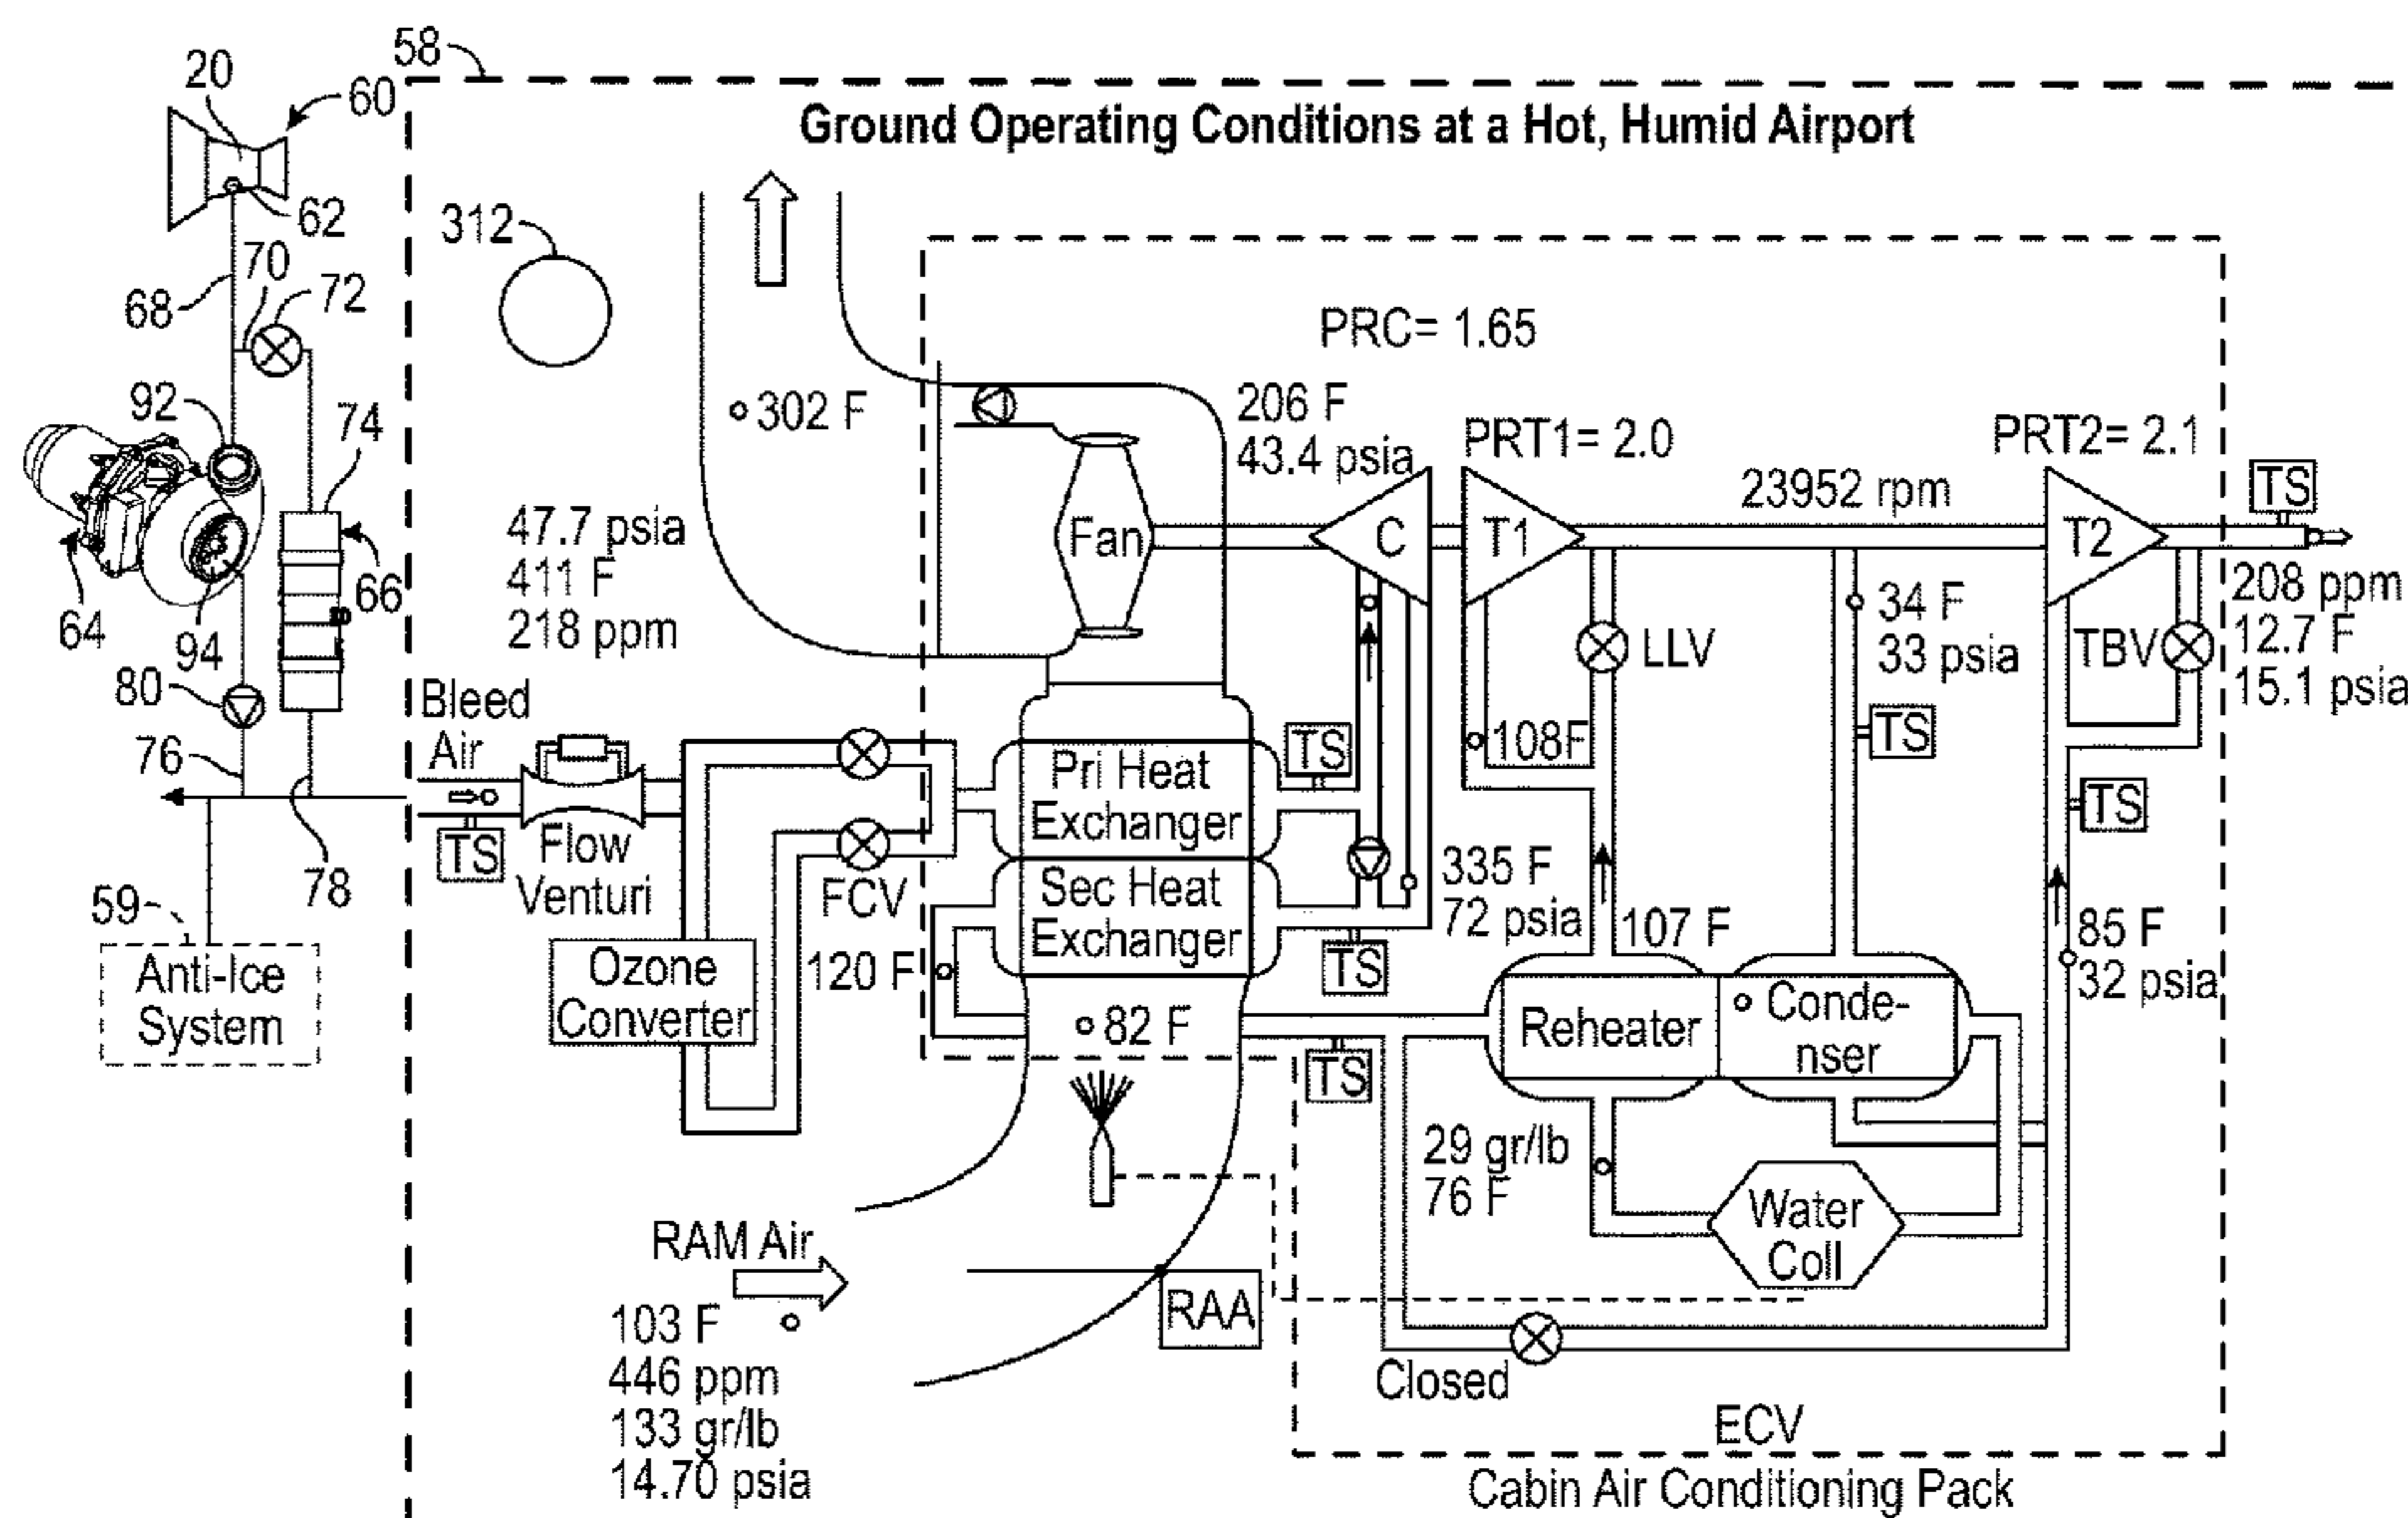 58
20
60
Ground Operating Conditions at a Hot, Humid Airport
62
312
70
68
72
PRC= 1.65
92
74
302 F
206 F
43.4 psia
PRT1= 2.0
PRT2= 2.1
23952 rpm
TS
Fan
C
T1
T2
47.7 psia
411 F
218 ppm
64
94
66
34 F
33 psia
LLV
TBV
208 ppm
12.7 F
15.1 psia
80
Bleed
Air
76
TS
108F
TS
TS
Pri Heat
Exchanger
TS
Flow
Venturi
FCV
78
59
Anti-Ice
System
Ozone
Converter
120 F
Sec Heat
Exchanger
TS
335 F
72 psia
107 F
85 F
32 psia
82 F
TS
Reheater
Conde-
nser
29 gr/lb
76 F
Water
Coll
RAM Air
103 F
446 ppm
133 gr/lb
14.70 psia
RAA
Closed
ECV
Cabin Air Conditioning Pack